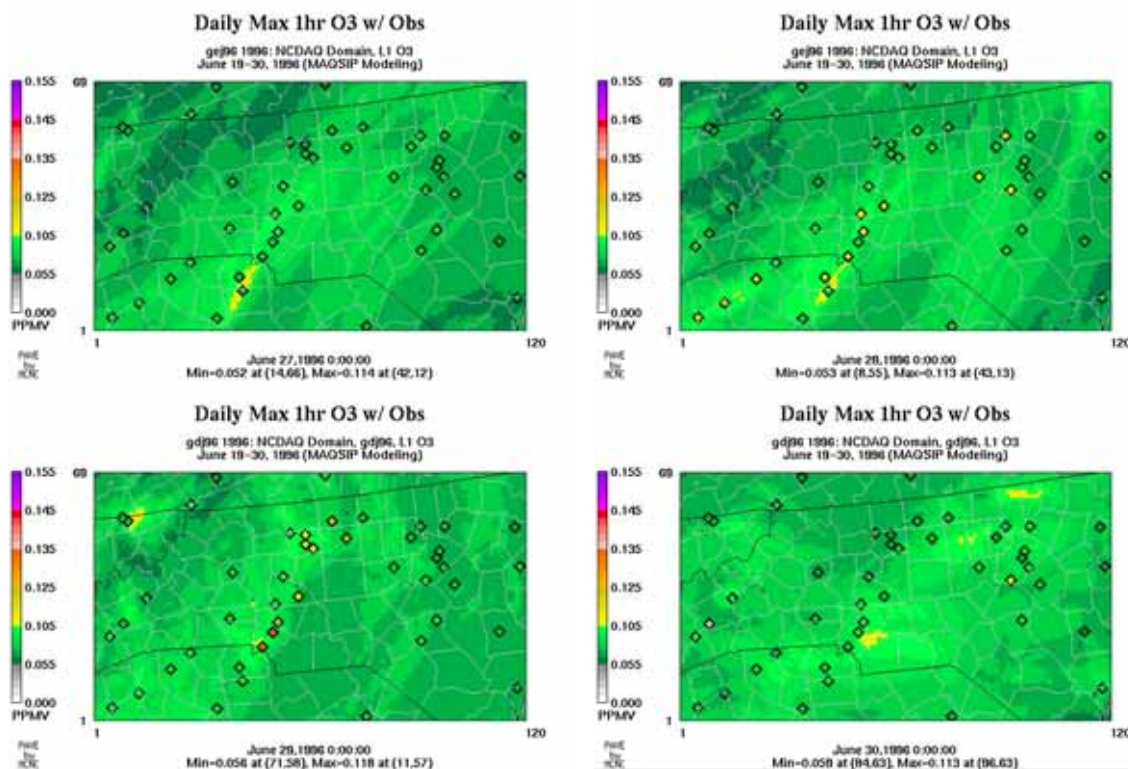 Daily Max 1hr O3 w/ Obs
gej96 1996: NCDAQ Domain, L1 O3
June 19-30, 1996 (MAQSIP Modeling)
69
0.155
0.145
0.135
0.125
0.115
0.105
0.055
0.000
PPMV
1
1
120
June 27,1996 0:00:00
Min=0.052 at (14,66), Max=0.114 at (42,12)
Daily Max 1hr O3 w/ Obs
gej96 1996: NCDAQ Domain, L1 O3
June 19-30, 1996 (MAQSIP Modeling)
69
0.155
0.145
0.135
0.125
0.115
0.105
0.055
0.000
PPMV
1
1
120
June 28,1996 0:00:00
Min=0.053 at (8,55), Max=0.113 at (43,13)
Daily Max 1hr O3 w/ Obs
gdj96 1996: NCDAQ Domain, gdj96, L1 O3
June 19-30, 1996 (MAQSIP Modeling)
69
0.155
0.145
0.135
0.125
0.115
0.105
0.055
0.000
PPMV
1
1
120
June 29,1996 0:00:00
Min=0.056 at (71,58), Max=0.118 at (11,57)
Daily Max 1hr O3 w/ Obs
gdj96 1996: NCDAQ Domain, gdj96, L1 O3
June 19-30, 1996 (MAQSIP Modeling)
69
0.155
0.145
0.135
0.125
0.115
0.105
0.055
0.000
PPMV
1
1
120
June 30,1996 0:00:00
Min=0.058 at (84,63), Max=0.113 at (96,63)